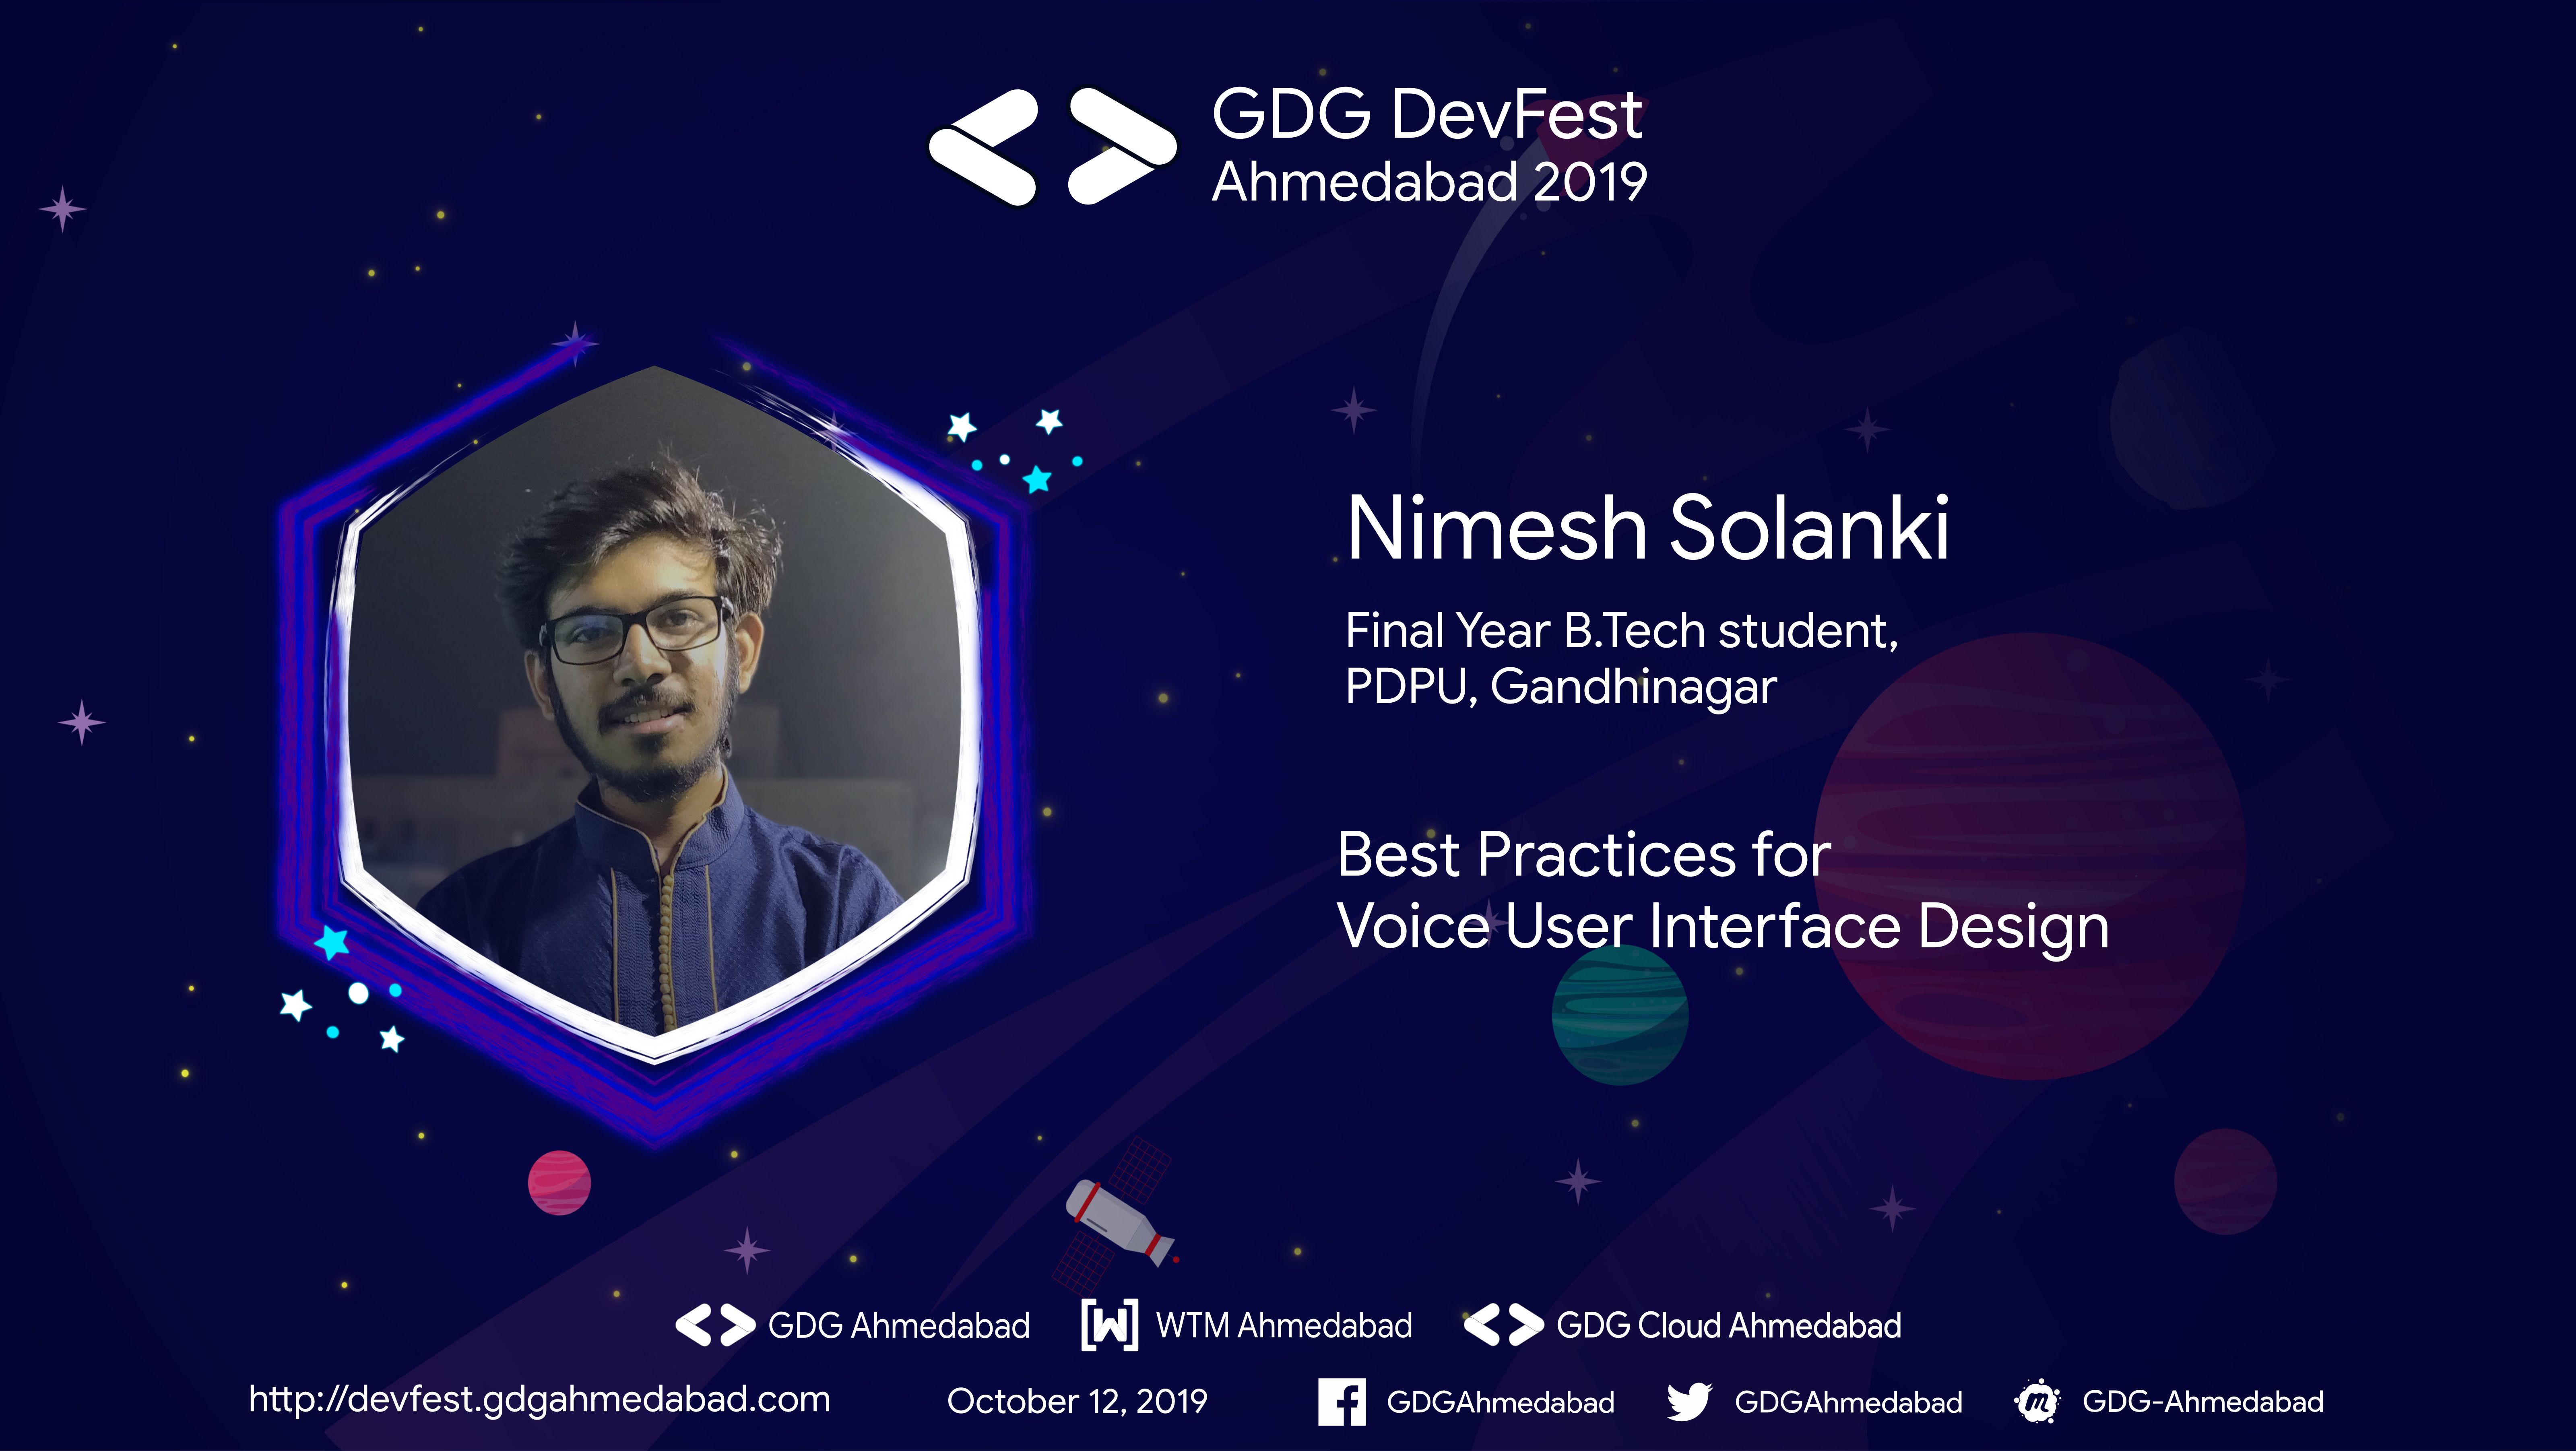 GDG DevFest
Ahmedabad 2019
Nimesh Solanki
Final Year B.Tech student,
PDPU, Gandhinagar
Best Practices for
Voice User Interface Design
GDG Ahmedabad
WTM Ahmedabad
GDG Cloud Ahmedabad
http://devfest.gdgahmedabad.com
October 12, 2019
GDGAhmedabad
GDGAhmedabad
GDG-Ahmedabad